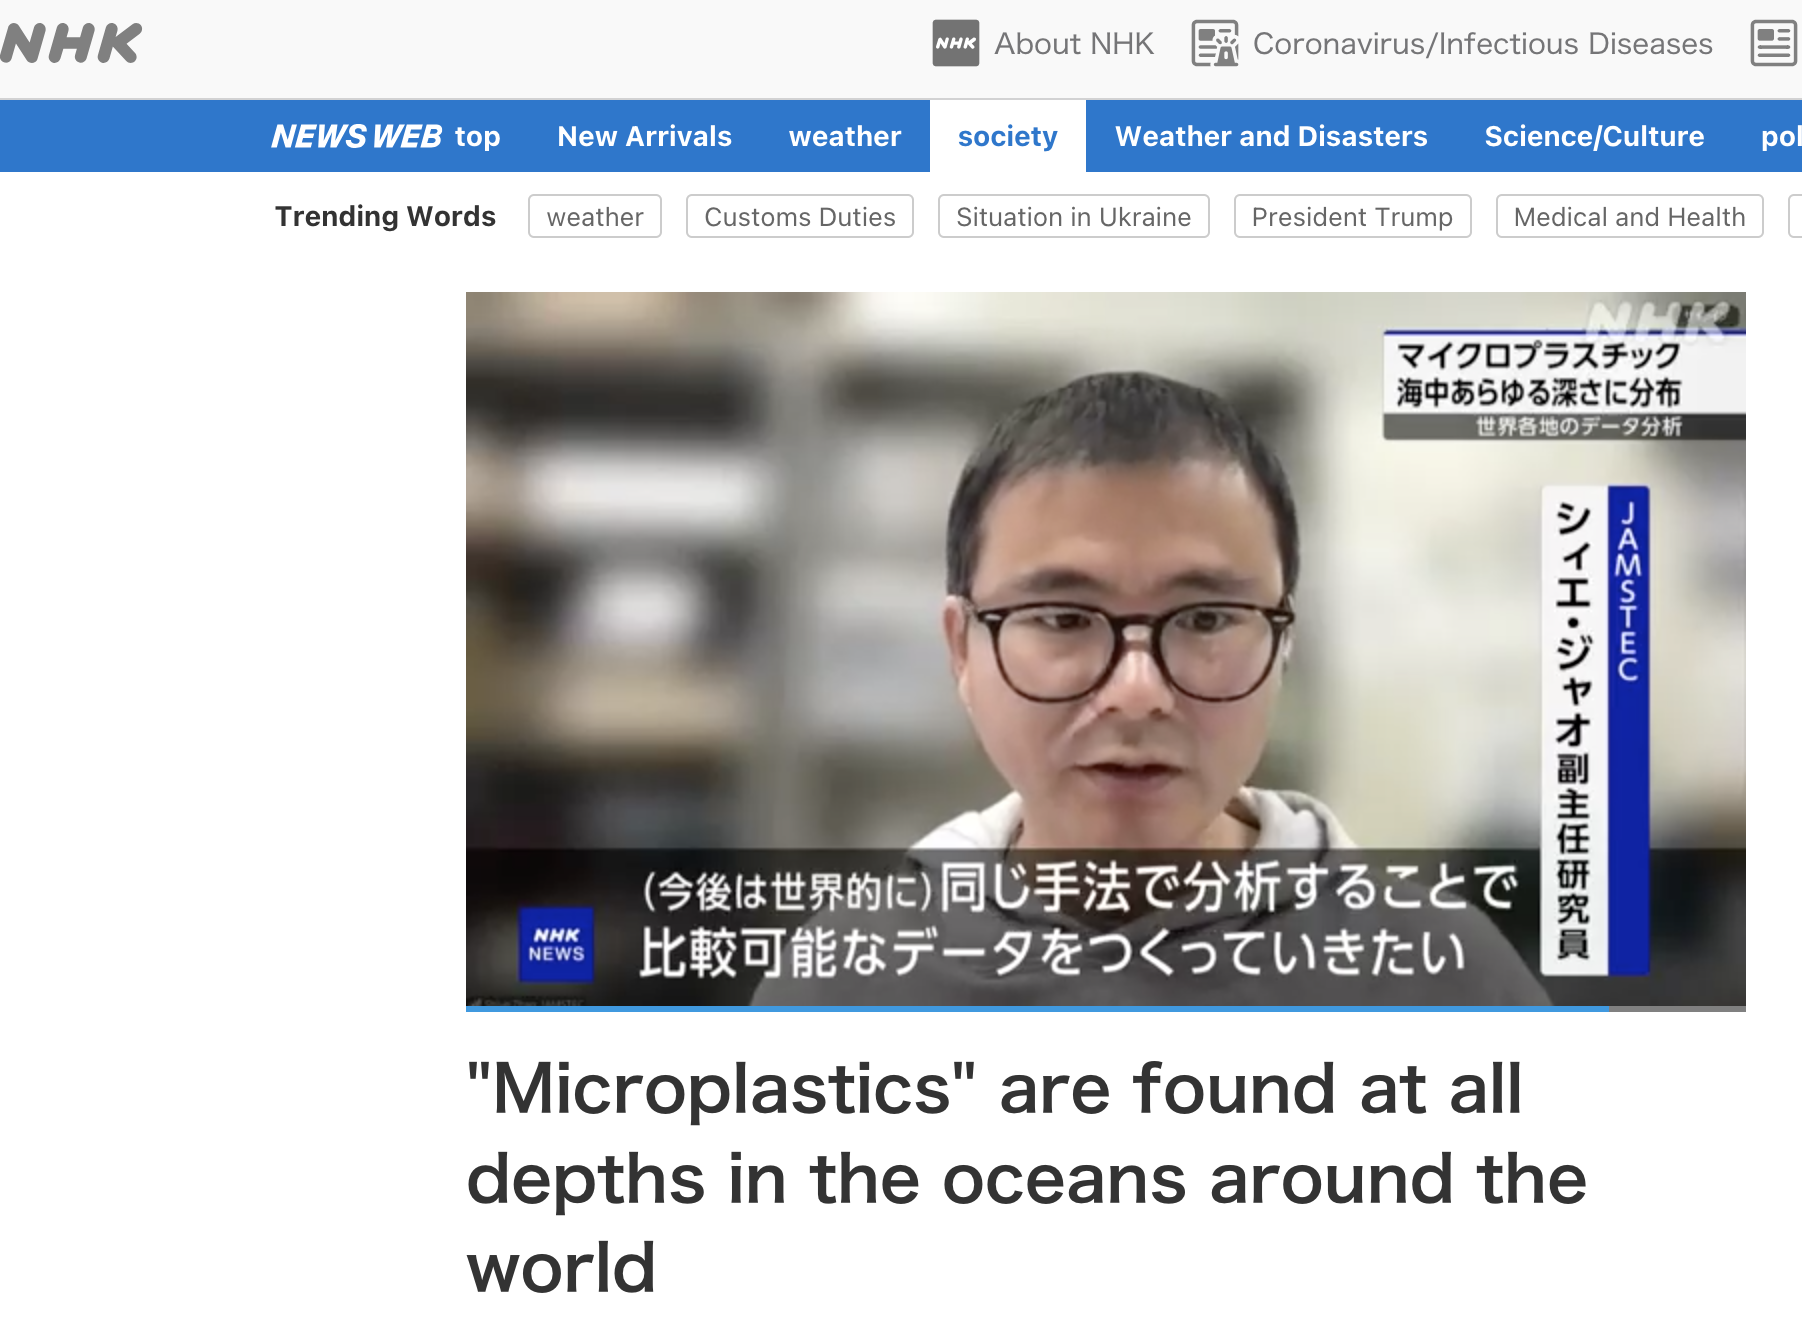 NHK
NHK About NHK
Coronavirus/Infectious Diseases
NEWS WEB top
New Arrivals
weather
society
Weather and Disasters
Science/Culture
pol
Trending Words
weather
Customs Duties
Situation in Ukraine
President Trump
Medical and Health
NHK
マイクロプラスチック
海中あらゆる深さに分布
世界各地のデータ分析
JAMSTEC
シィエ・ジャオ副主任研究員
(今後は世界的に)同じ手法で分析することで
比較可能なデータをつくっていきたい
NHK
NEWS
"Microplastics" are found at all
depths in the oceans around the
world